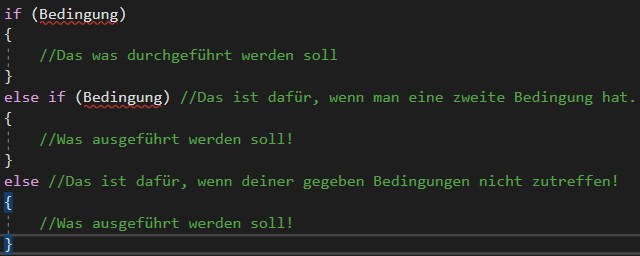 if (Bedingung)
{
//Das was durchgeführt werden soll
}
else if (Bedingung) //Das ist dafür, wenn man eine zweite Bedingung hat.
{
//Was ausgeführt werden soll!
}
else //Das ist dafür, wenn deiner gegeben Bedingungen nicht zutreffen!
{
//Was ausgeführt werden soll!
}